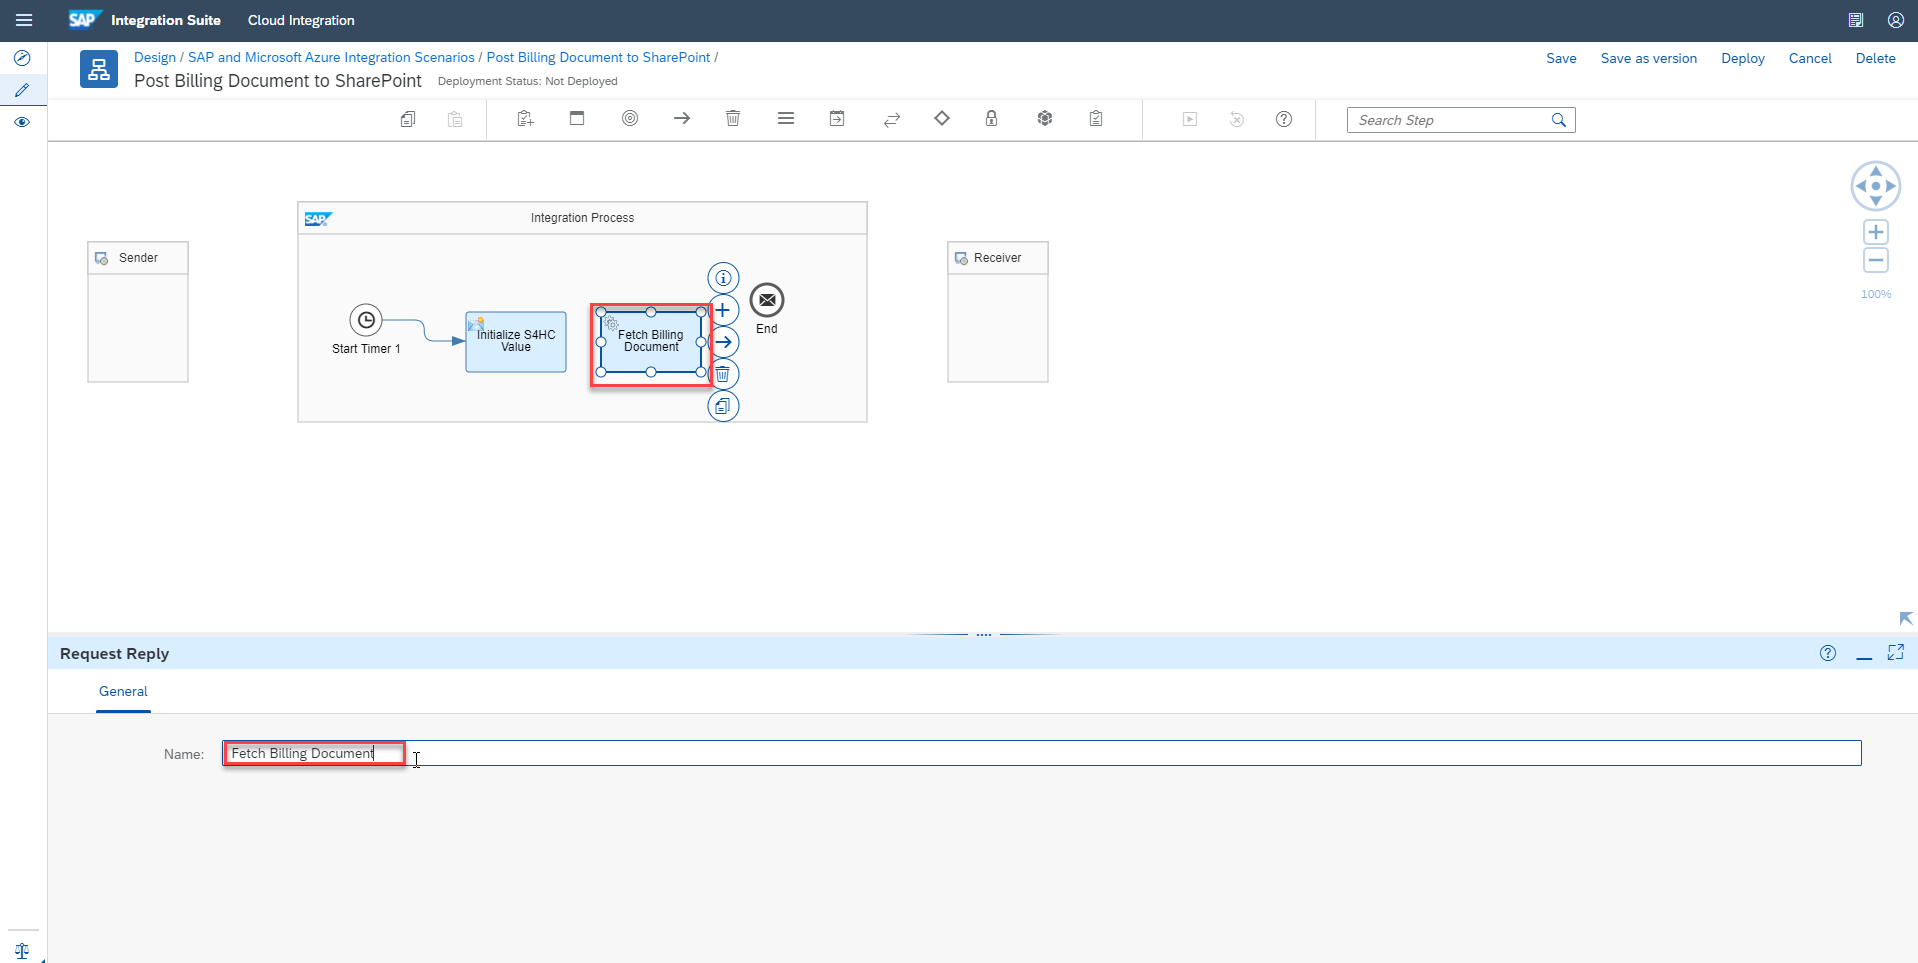 SAP Integration Suite Cloud Integration
Design / SAP and Microsoft Azure Integration Scenarios / Post Billing Document to SharePoint /
Post Billing Document to SharePoint Deployment Status: Not Deployed
Save Save as version Deploy Cancel Delete
Search Step
SAP Integration Process
Sender
Receiver
100%
Start Timer 1
Initialize S4HC
Value
Fetch Billing
Document
End
Request Reply
General
Name: Fetch Billing Document